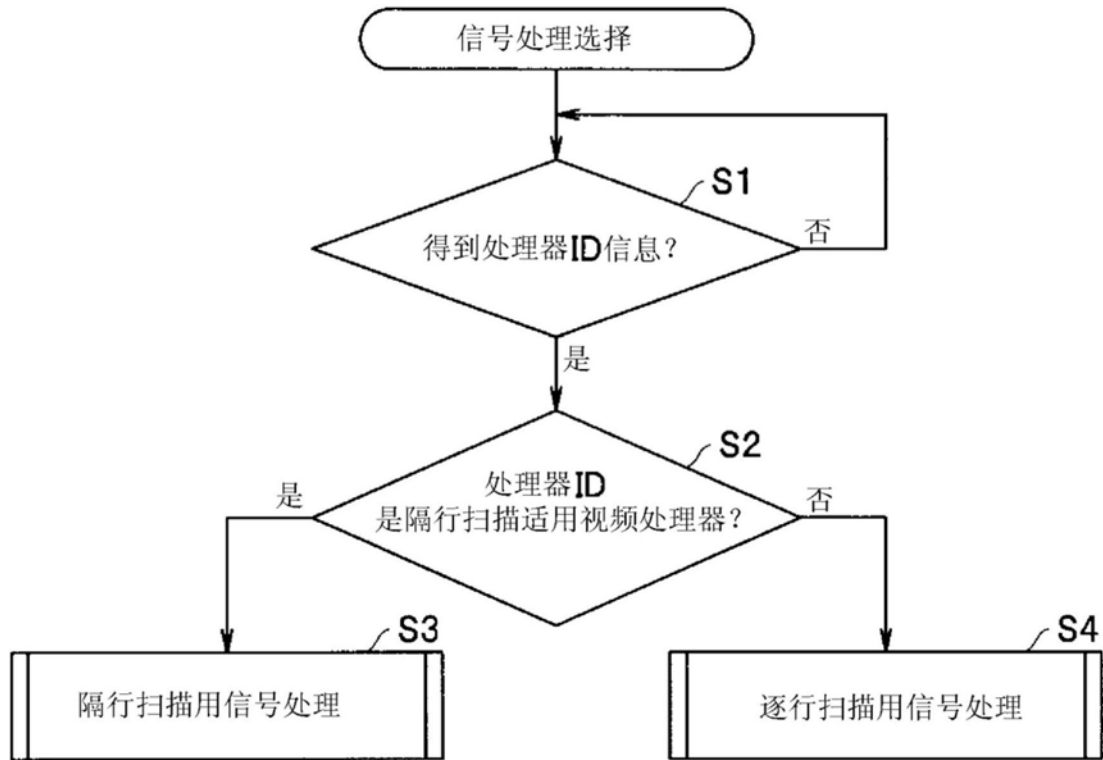 信号处理选择
S1
得到处理器ID信息?
否
是
S2
处理器ID
是隔行扫描适用视频处理器?
是
否
S3
S4
隔行扫描用信号处理
逐行扫描用信号处理